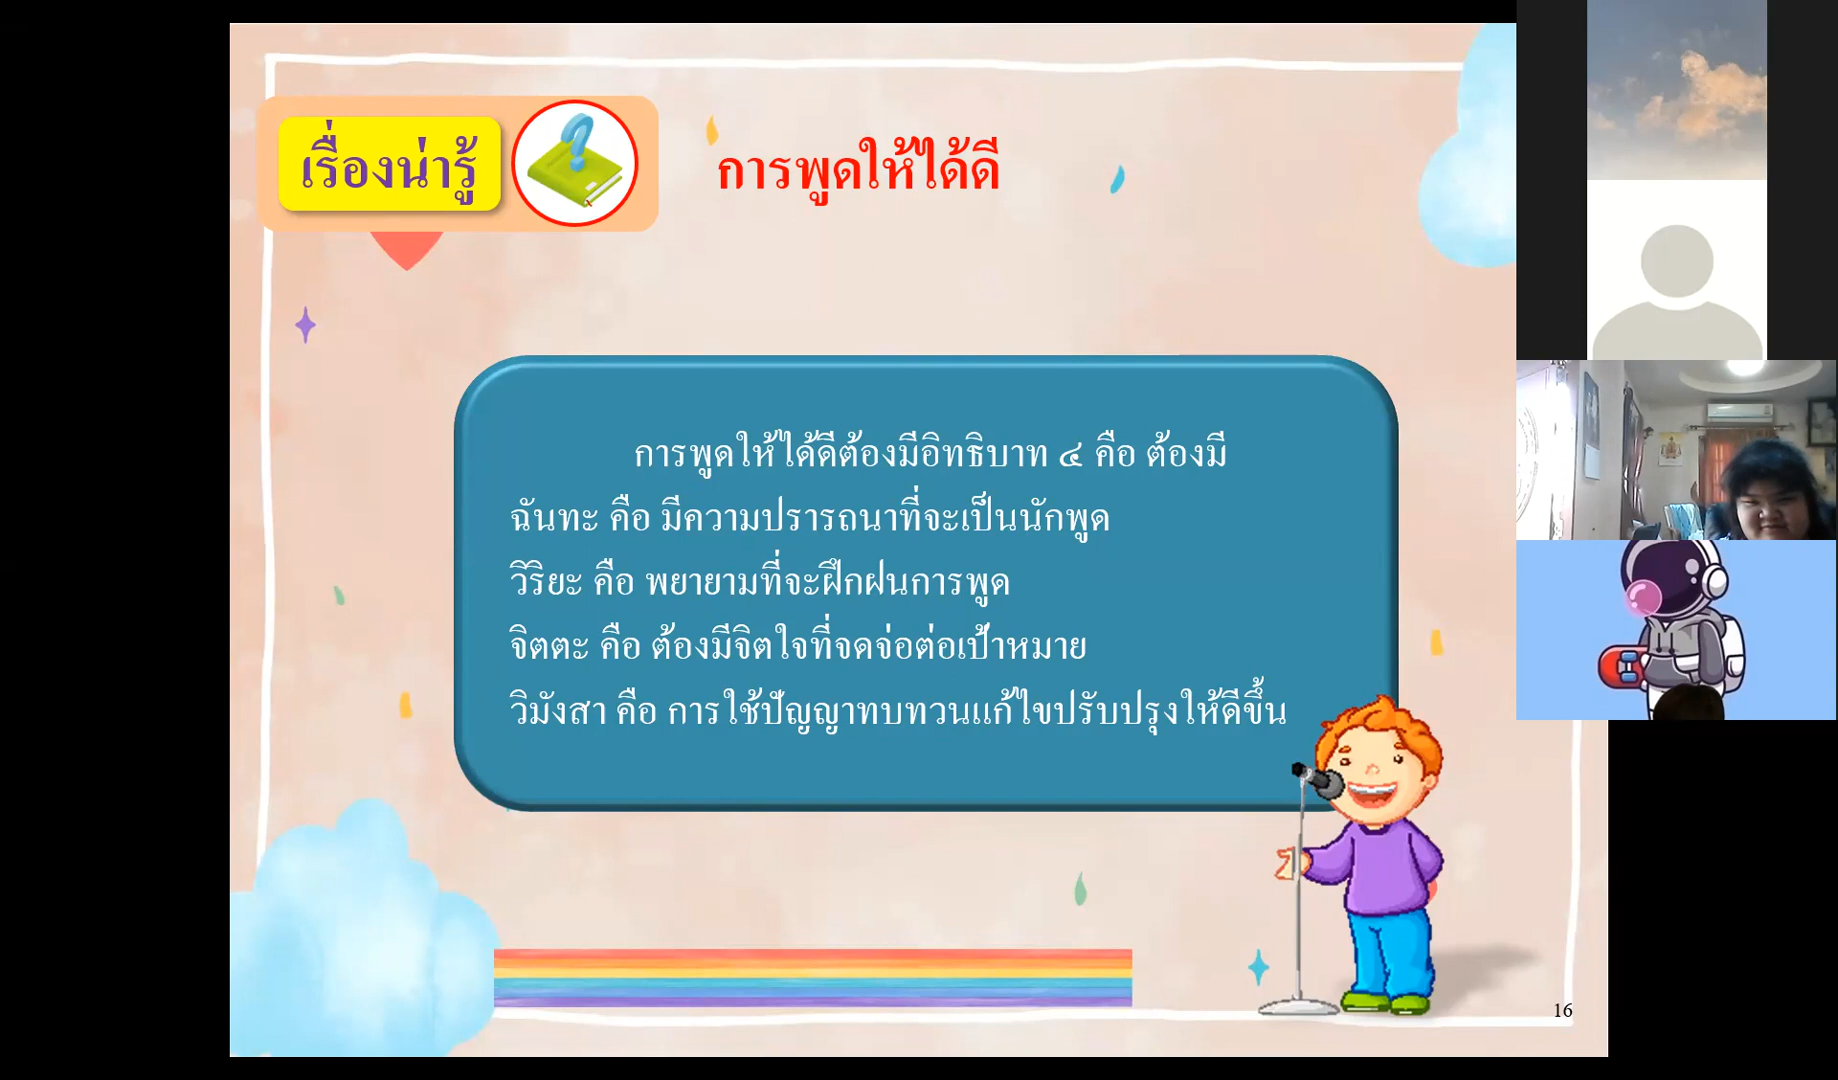 เรื่องน่ารู้
การพูดให้ได้ดี
การพูดให้ได้ดีต้องมีอิทธิบาท ๔ คือ ต้องมี
ฉันทะ คือ มีความปรารถนาที่จะเป็นนักพูด
วิริยะ คือ พยายามที่จะฝึกฝนการพูด
จิตตะ คือ ต้องมีจิตใจที่จดจ่อต่อเป้าหมาย
วิมังสา คือ การใช้ปัญญาทบทวนแก้ไขปรับปรุงให้ดีขึ้น
16